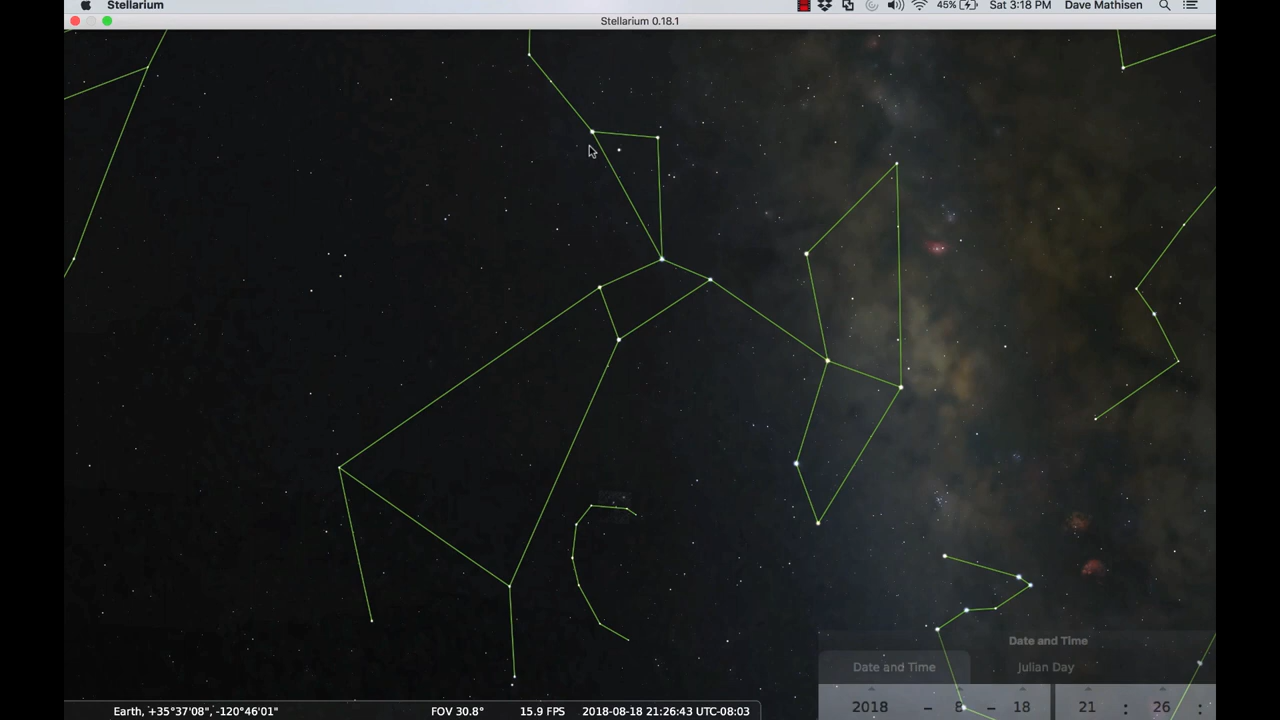 Stellarium 45% Sat 3:18 PM Dave Mathisen
Stellarium 0.18.1
Date and Time
Date and Time Julian Day
2018 - 8 - 18 21 : 26 :
Earth, +35°37'08", -120°46'01" FOV 30.8° 15.9 FPS 2018-08-18 21:26:43 UTC-08:03